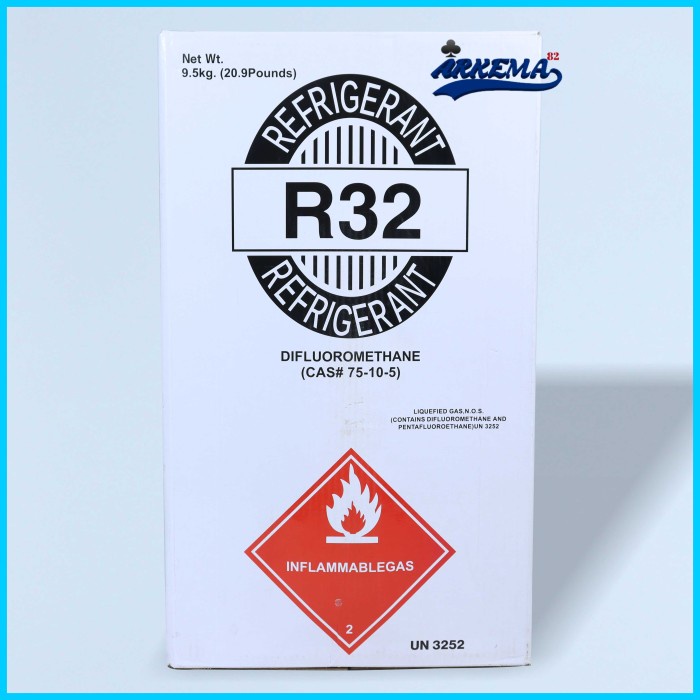 Net Wt.
9.5kg. (20.9Pounds)
ARKEMA 82
REFRIGERANT
R32
REFRIGERANT
DIFLUOROMETHANE
(CAS# 75-10-5)
LIQUEFIED GAS,N.O.S.
(CONTAINS DIFLUOROMETHANE AND
PENTAFLUOROETHANE)UN 3252
INFLAMMABLEGAS
2
UN 3252